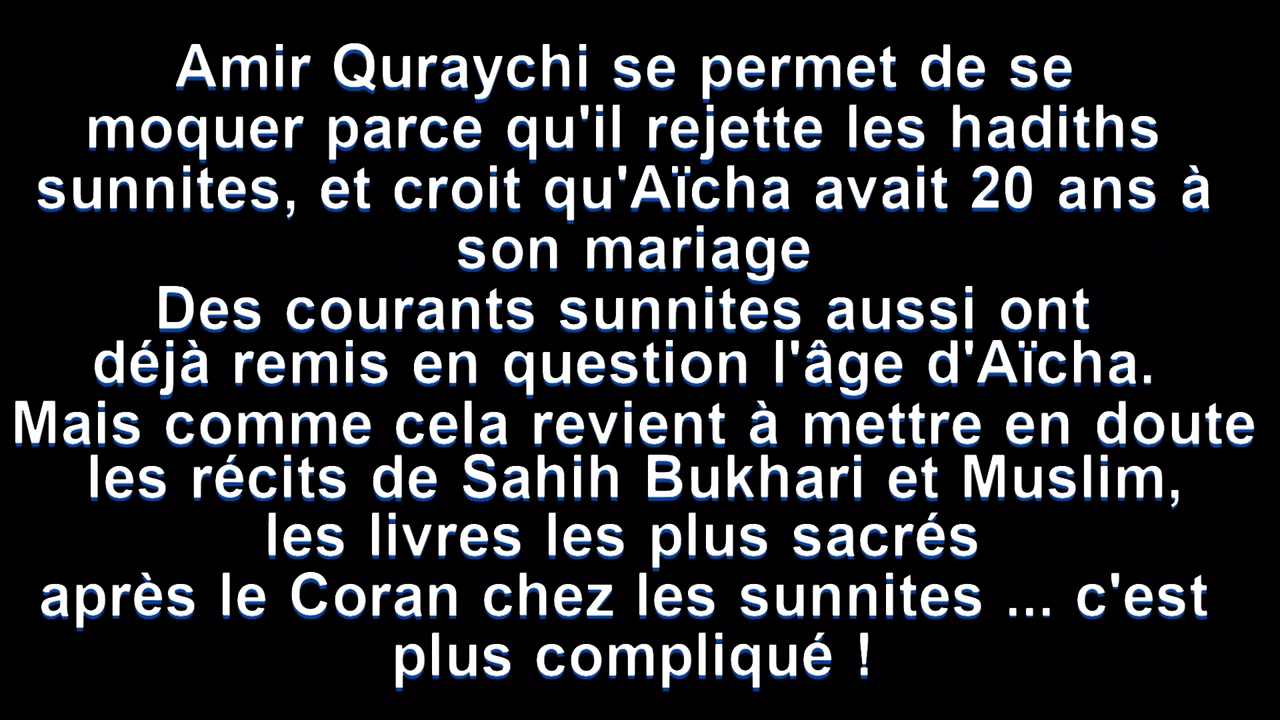 Amir Quraychi se permet de se
moquer parce qu'il rejette les hadiths
sunnites, et croit qu'Aïcha avait 20 ans à
son mariage
Des courants sunnites aussi ont
déjà remis en question l'âge d'Aïcha.
Mais comme cela revient à mettre en doute
les récits de Sahih Bukhari et Muslim,
les livres les plus sacrés
après le Coran chez les sunnites ... c'est
plus compliqué !